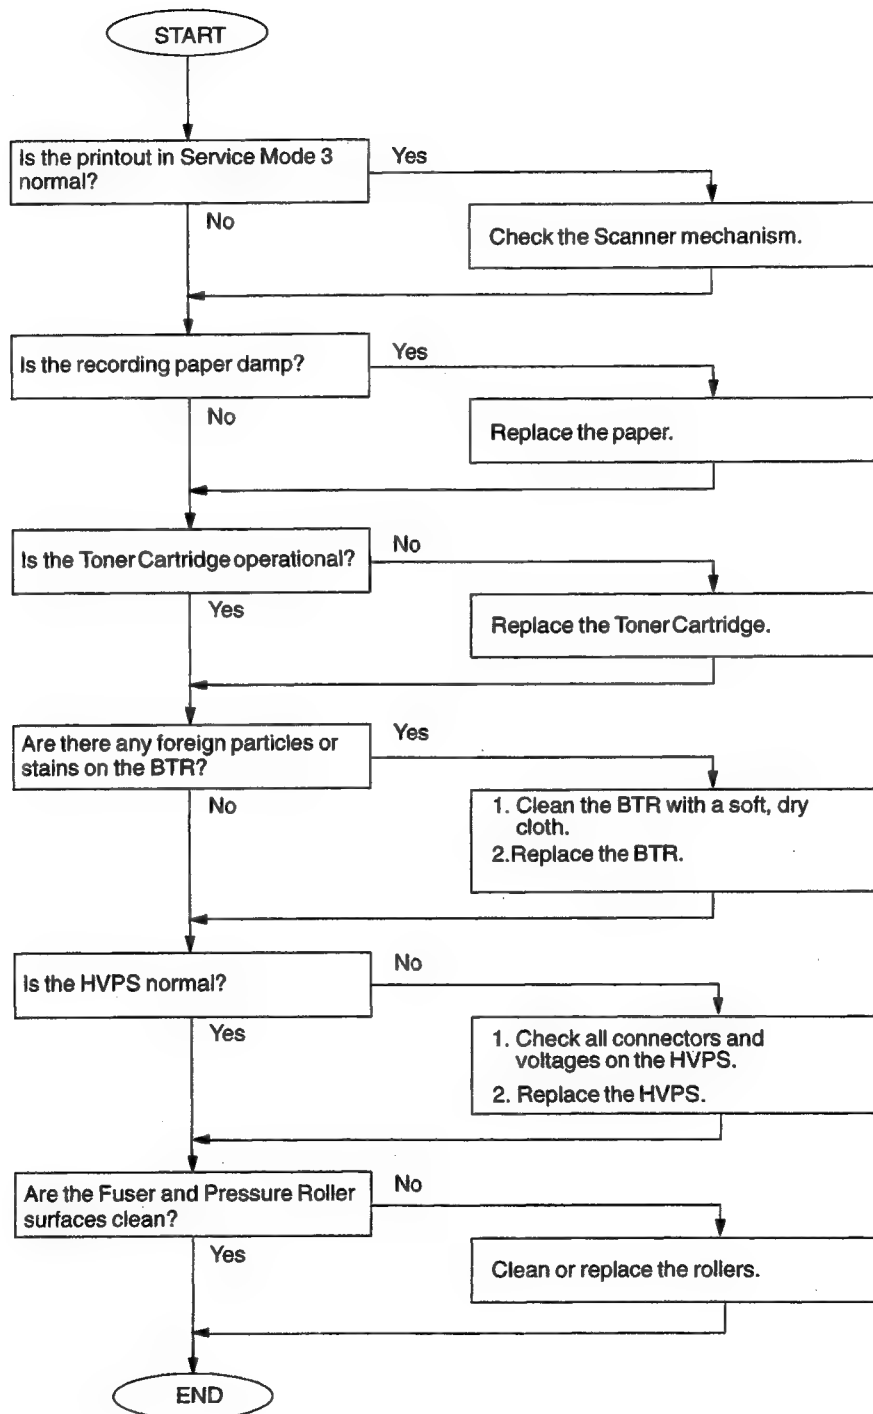 START
Is the printout in Service Mode 3
normal?
Yes
No
Check the Scanner mechanism.
Is the recording paper damp?
Yes
No
Replace the paper.
Is the Toner Cartridge operational?
No
Yes
Replace the Toner Cartridge.
Are there any foreign particles or
stains on the BTR?
Yes
No
1. Clean the BTR with a soft, dry
cloth.
2.Replace the BTR.
Is the HVPS normal?
No
Yes
1. Check all connectors and
voltages on the HVPS.
2. Replace the HVPS.
Are the Fuser and Pressure Roller
surfaces clean?
No
Yes
Clean or replace the rollers.
END